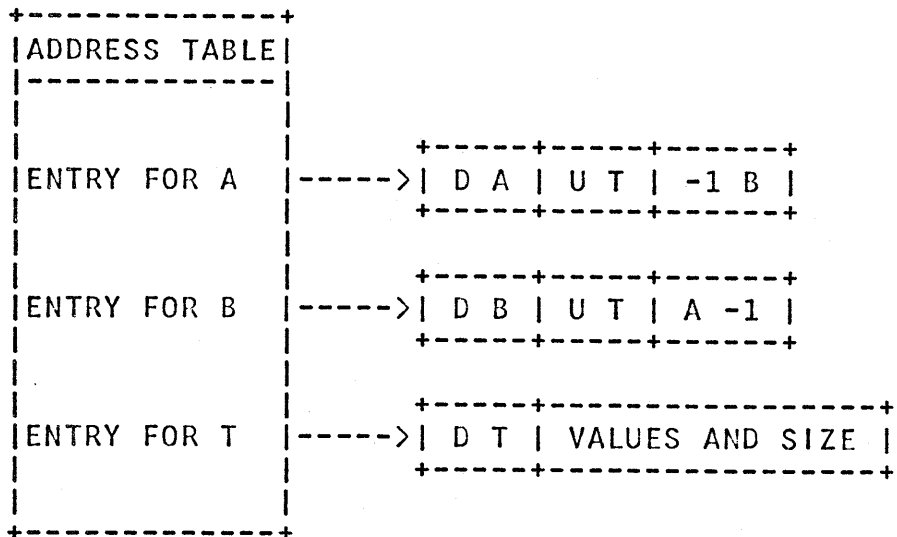 ADDRESS TABLE
ENTRY FOR A ----->| D A | U T | -1 B |
ENTRY FOR B ----->| D B | U T | A -1 |
ENTRY FOR T ----->| D T | VALUES AND SIZE |